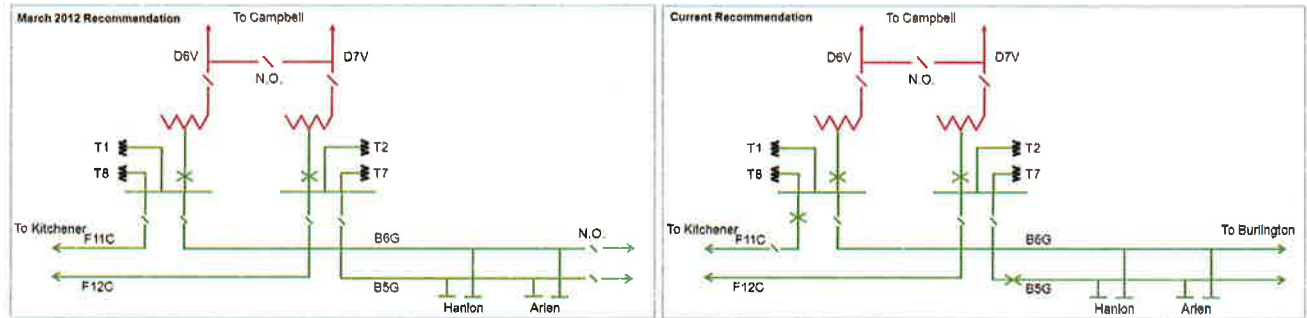 March 2012 Recommendation
To Campbell
D6V
D7V
N.O.
T1
T2
T8
T7
To Kitchener
F11C
B6G
N.O.
F12C
B5G
Hanlon
Arlen
Current Recommendation
To Campbell
D6V
D7V
N.O.
T1
T2
T8
T7
To Kitchener
F11C
B6G
To Burlington
F12C
B5G
Hanlon
Arlen